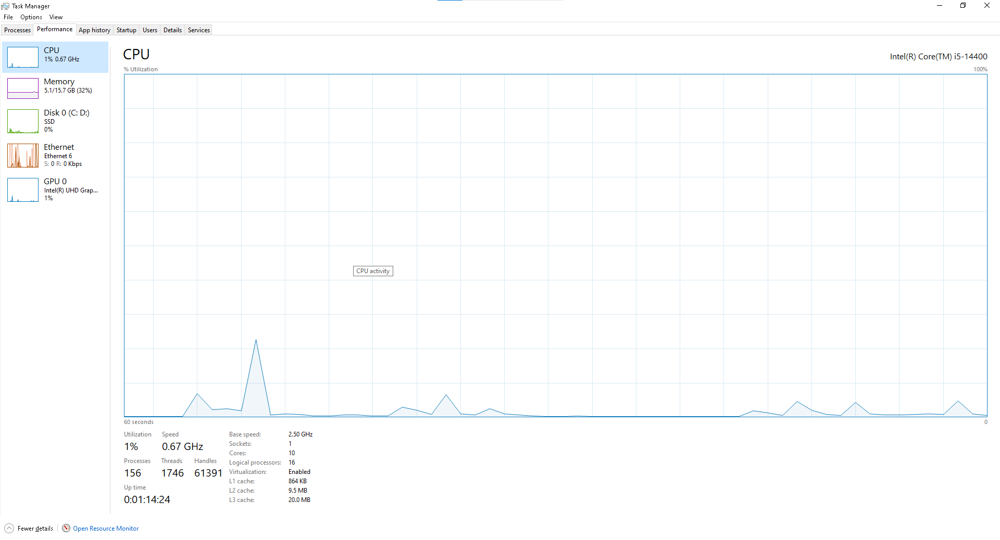 Task Manager
File Options View
Processes Performance App history Startup Users Details Services
CPU
1% 0.67 GHz
Memory
5.1/15.7 GB (32%)
Disk 0 (C: D:)
SSD
0%
Ethernet
Ethernet 6
S: 0 R: 0 Kbps
GPU 0
Intel(R) UHD Grap...
1%
CPU
Intel(R) Core(TM) i5-14400
% Utilization
100%
CPU activity
60 seconds
0
Utilization Speed
1% 0.67 GHz
Processes Threads Handles
156 1746 61391
Up time
0:01:14:24
Base speed: 2.50 GHz
Sockets: 1
Cores: 10
Logical processors: 16
Virtualization: Enabled
L1 cache: 864 KB
L2 cache: 9.5 MB
L3 cache: 20.0 MB
Fewer details
Open Resource Monitor